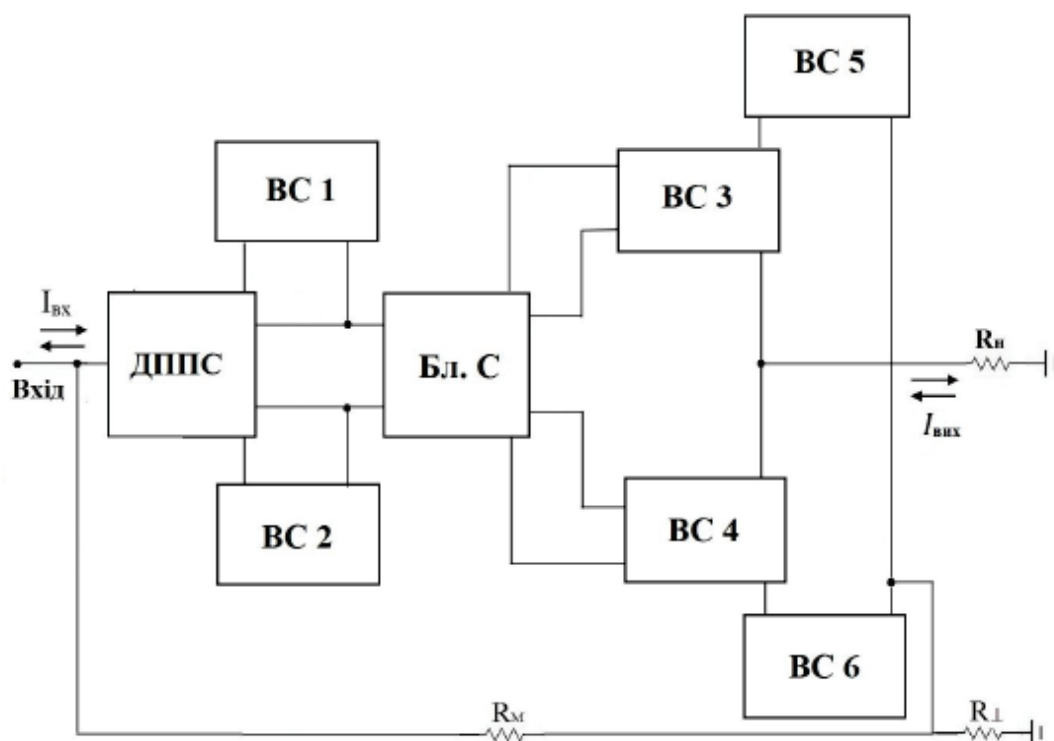 ВС 5
ВС 1
ВС 3
Iвх
ДППС
Бл. С
Rн
Вхід
Iвих
ВС 2
ВС 4
ВС 6
Rм
R⊥